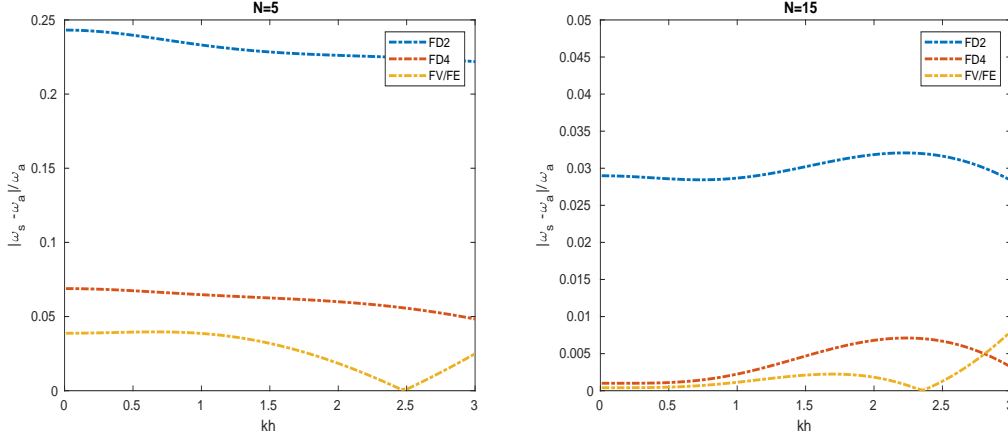 N=5
0.25
0.2
0.15
0.1
0.05
0
0 0.5 1 1.5 2 2.5 3
kh
|ω_s - ω_a|/ω_a
FD2
FD4
FV/FE
N=15
0.05
0.045
0.04
0.035
0.03
0.025
0.02
0.015
0.01
0.005
0
0 0.5 1 1.5 2 2.5 3
kh
|ω_s - ω_a|/ω_a
FD2
FD4
FV/FE